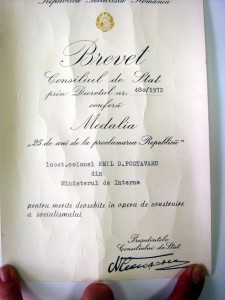 Republica Socialistă România
Brevet
Consiliul de Stat
prin Decretul nr. 480/1972
conferă
Medalia
„25 de ani de la proclamarea Republicii"
locot.colonel EMIL D.POSTAVARU
din
Ministerul de Interne
pentru merite deosebite in opera de construire
a socialismului
Președintele
Consiliului de Stat